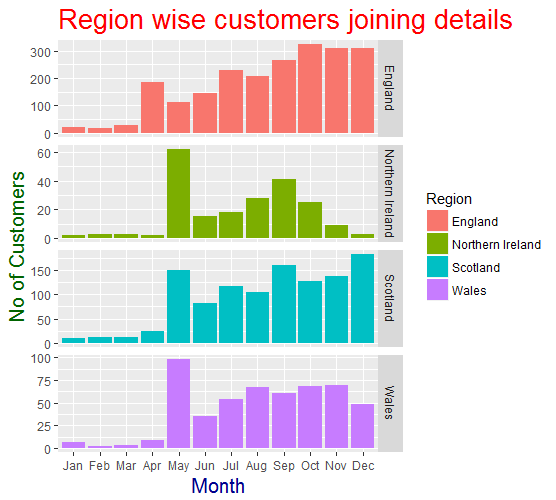 Region wise customers joining details
No of Customers
300
200
100
0
England
60
40
20
0
Northern Ireland
150
100
50
0
Scotland
100
75
50
25
0
Wales
Jan Feb Mar Apr May Jun Jul Aug Sep Oct Nov Dec
Month
Region
England
Northern Ireland
Scotland
Wales